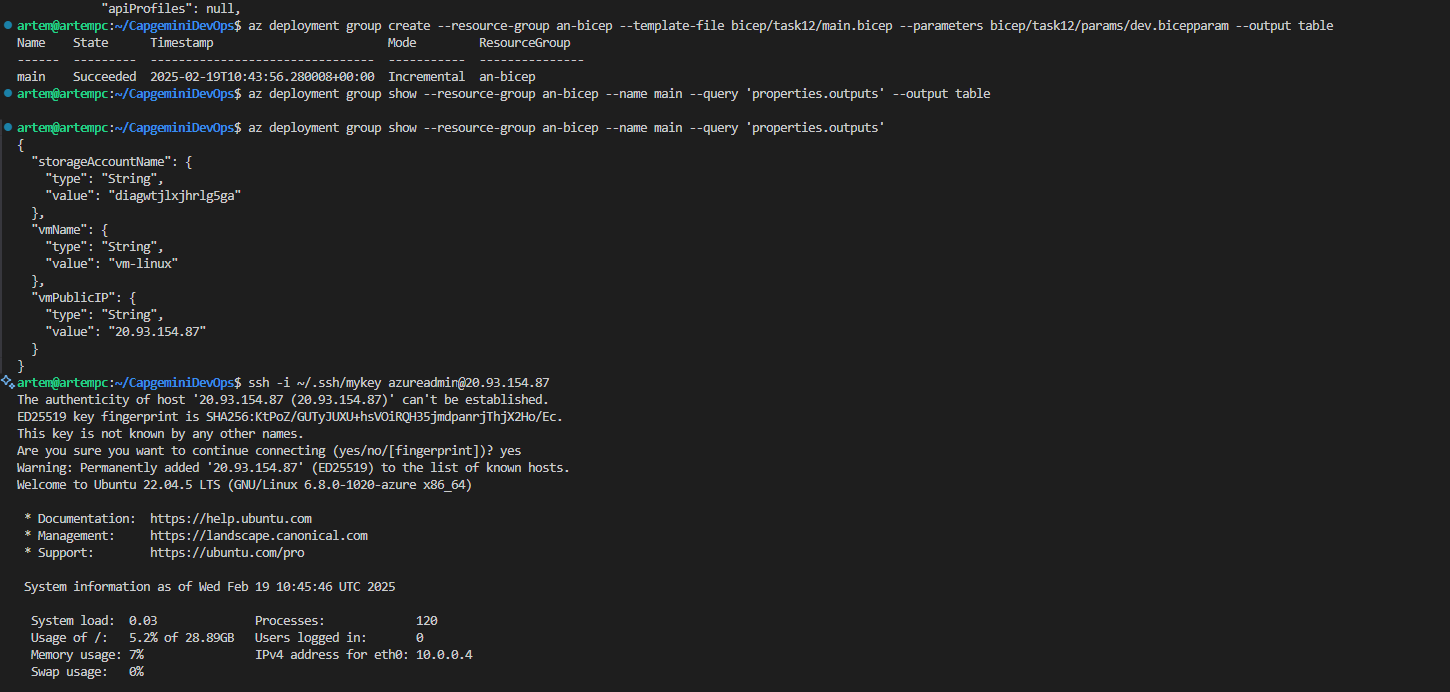 "apiProfiles": null,
artem@artempc:~/CapgeminiDevOps$ az deployment group create --resource-group an-bicep --template-file bicep/task12/main.bicep --parameters bicep/task12/params/dev.bicepparam --output table
Name    State      Timestamp                         Mode         ResourceGroup
------  ---------  --------------------------------  -----------  ---------------
main    Succeeded  2025-02-19T10:43:56.280008+00:00  Incremental  an-bicep
artem@artempc:~/CapgeminiDevOps$ az deployment group show --resource-group an-bicep --name main --query 'properties.outputs' --output table
artem@artempc:~/CapgeminiDevOps$ az deployment group show --resource-group an-bicep --name main --query 'properties.outputs'
{
  "storageAccountName": {
    "type": "String",
    "value": "diagwtjlxjhrlg5ga"
  },
  "vmName": {
    "type": "String",
    "value": "vm-linux"
  },
  "vmPublicIP": {
    "type": "String",
    "value": "20.93.154.87"
  }
}
artem@artempc:~/CapgeminiDevOps$ ssh -i ~/.ssh/mykey azureadmin@20.93.154.87
The authenticity of host '20.93.154.87 (20.93.154.87)' can't be established.
ED25519 key fingerprint is SHA256:KtPoZ/GUTyJUXU+hsVOiRQH35jmdpanrjThjX2Ho/Ec.
This key is not known by any other names.
Are you sure you want to continue connecting (yes/no/[fingerprint])? yes
Warning: Permanently added '20.93.154.87' (ED25519) to the list of known hosts.
Welcome to Ubuntu 22.04.5 LTS (GNU/Linux 6.8.0-1020-azure x86_64)
 * Documentation:  https://help.ubuntu.com
 * Management:     https://landscape.canonical.com
 * Support:        https://ubuntu.com/pro
 System information as of Wed Feb 19 10:45:46 UTC 2025
  System load:  0.03              Processes:             120
  Usage of /:   5.2% of 28.89GB   Users logged in:       0
  Memory usage: 7%                IPv4 address for eth0: 10.0.0.4
  Swap usage:   0%